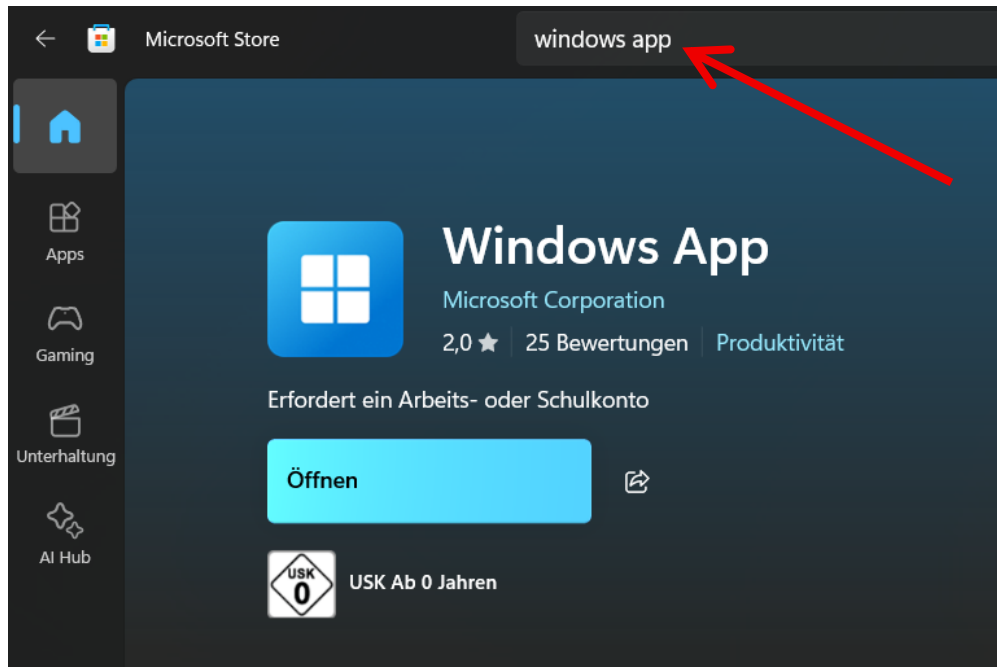 Microsoft Store
windows app
Windows App
Microsoft Corporation
2,0 ★ 25 Bewertungen Produktivität
Erfordert ein Arbeits- oder Schulkonto
Öffnen
USK
0
USK Ab 0 Jahren
Apps
Gaming
Unterhaltung
AI Hub